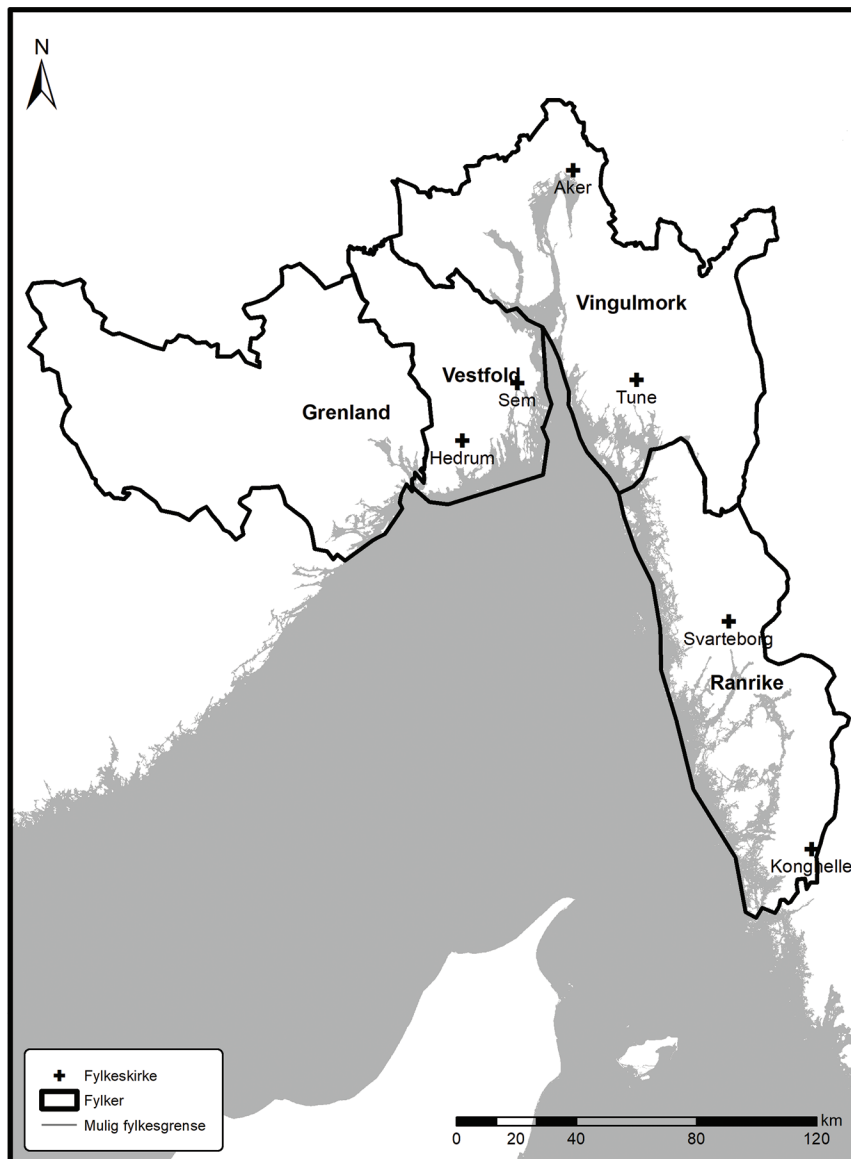 N
Aker
Vingulmork
Vestfold
Sem
Tune
Grenland
Hedrum
Svarteborg
Ranrike
Konghelle
Fylkeskirke
Fylker
Mulig fylkesgrense
km
0 20 40 80 120